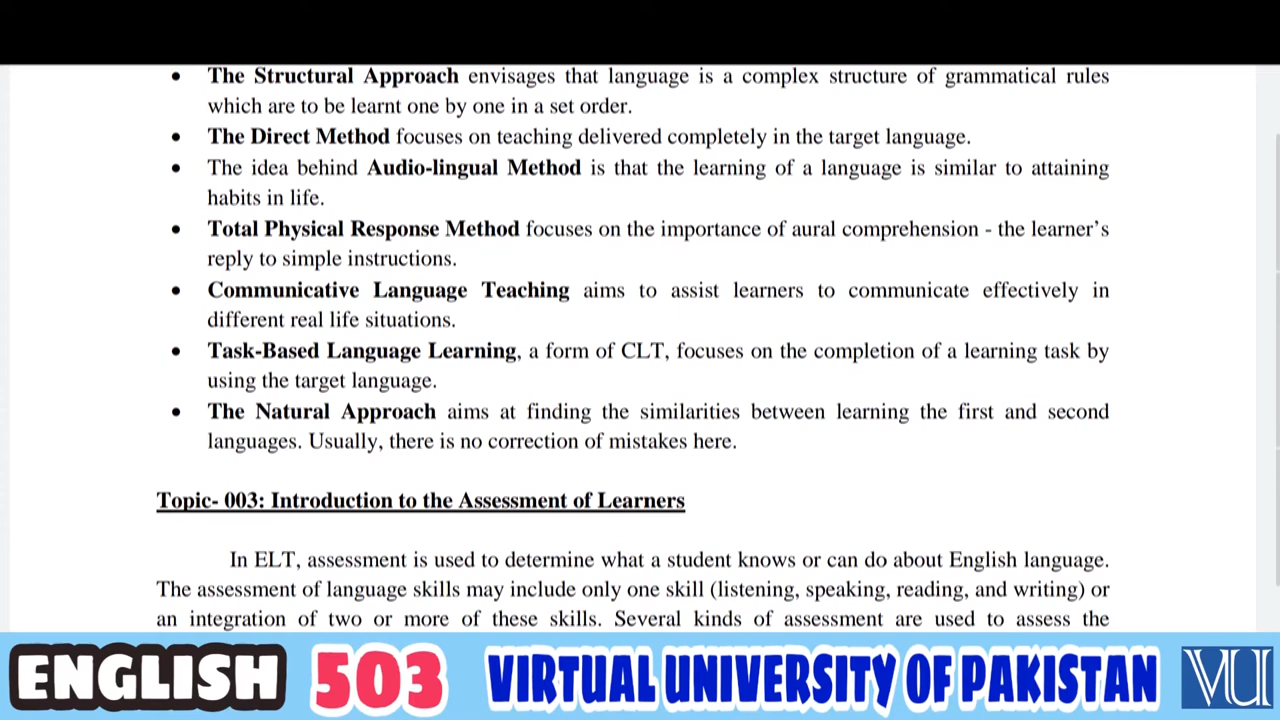 • The Structural Approach envisages that language is a complex structure of grammatical rules
which are to be learnt one by one in a set order.
• The Direct Method focuses on teaching delivered completely in the target language.
• The idea behind Audio-lingual Method is that the learning of a language is similar to attaining
habits in life.
• Total Physical Response Method focuses on the importance of aural comprehension - the learner's
reply to simple instructions.
• Communicative Language Teaching aims to assist learners to communicate effectively in
different real life situations.
• Task-Based Language Learning, a form of CLT, focuses on the completion of a learning task by
using the target language.
• The Natural Approach aims at finding the similarities between learning the first and second
languages. Usually, there is no correction of mistakes here.
Topic- 003: Introduction to the Assessment of Learners
In ELT, assessment is used to determine what a student knows or can do about English language.
The assessment of language skills may include only one skill (listening, speaking, reading, and writing) or
an integration of two or more of these skills. Several kinds of assessment are used to assess the
ENGLISH 503 VIRTUAL UNIVERSITY OF PAKISTAN VU